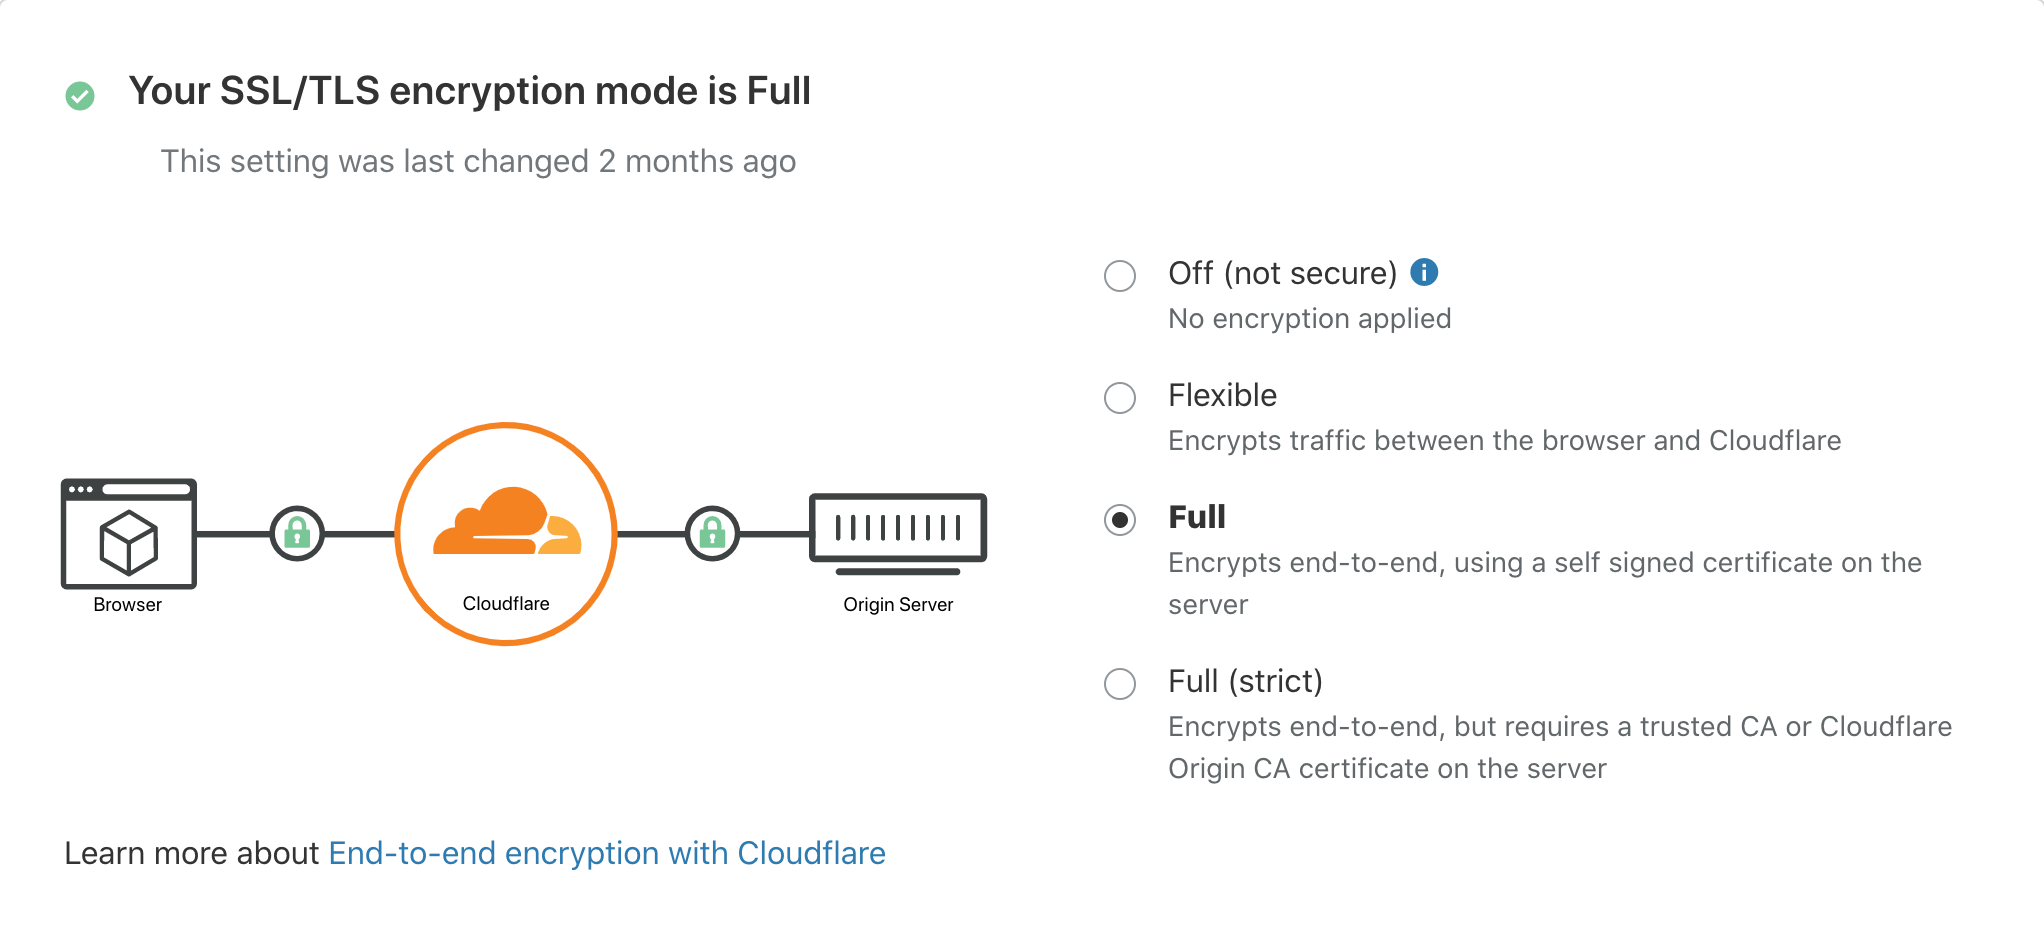 Your SSL/TLS encryption mode is Full
This setting was last changed 2 months ago
Off (not secure)
No encryption applied
Flexible
Encrypts traffic between the browser and Cloudflare
Full
Encrypts end-to-end, using a self signed certificate on the
server
Full (strict)
Encrypts end-to-end, but requires a trusted CA or Cloudflare
Origin CA certificate on the server
Browser
Cloudflare
Origin Server
Learn more about End-to-end encryption with Cloudflare